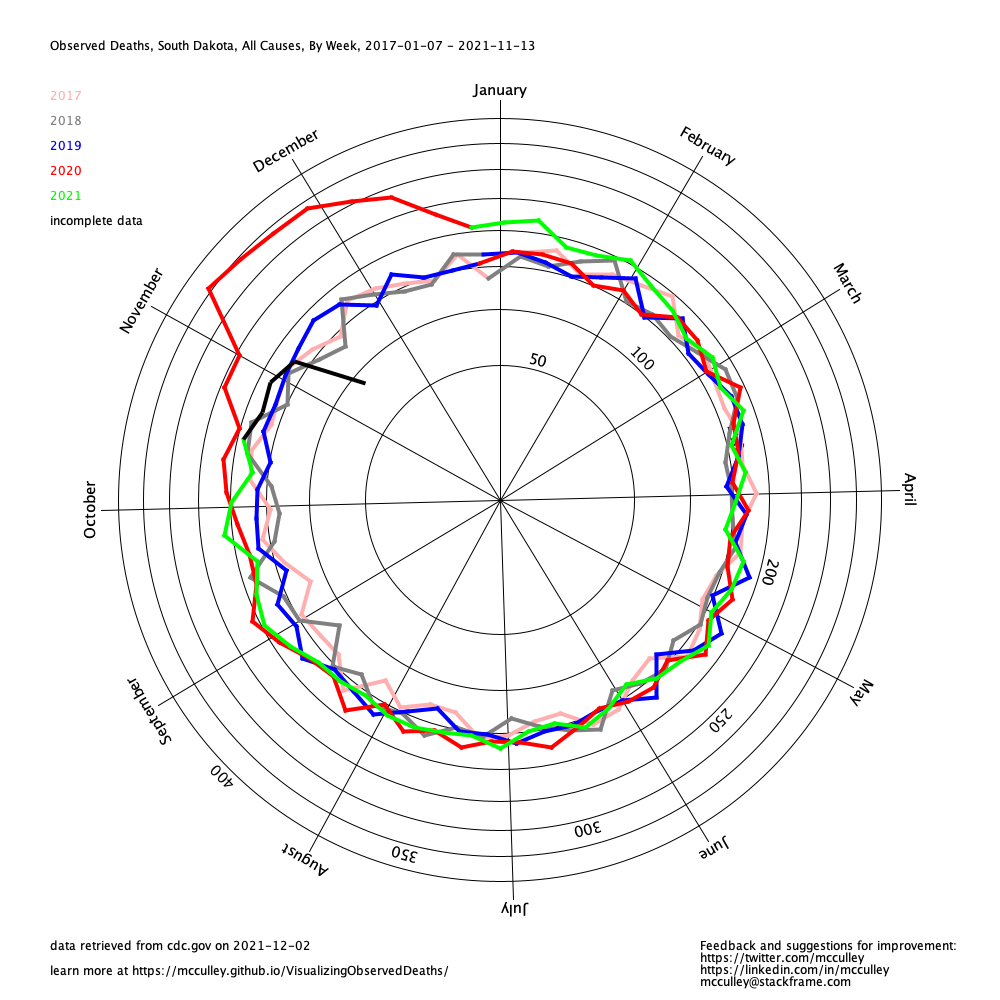 Observed Deaths, South Dakota, All Causes, By Week, 2017-01-07 - 2021-11-13
2017
2018
2019
2020
2021
incomplete data
January
February
March
April
May
June
July
August
September
October
November
December
50
100
200
250
300
350
400
data retrieved from cdc.gov on 2021-12-02
learn more at https://mcculley.github.io/VisualizingObservedDeaths/
Feedback and suggestions for improvement:
https://twitter.com/mcculley
https://linkedin.com/in/mcculley
mcculley@stackframe.com